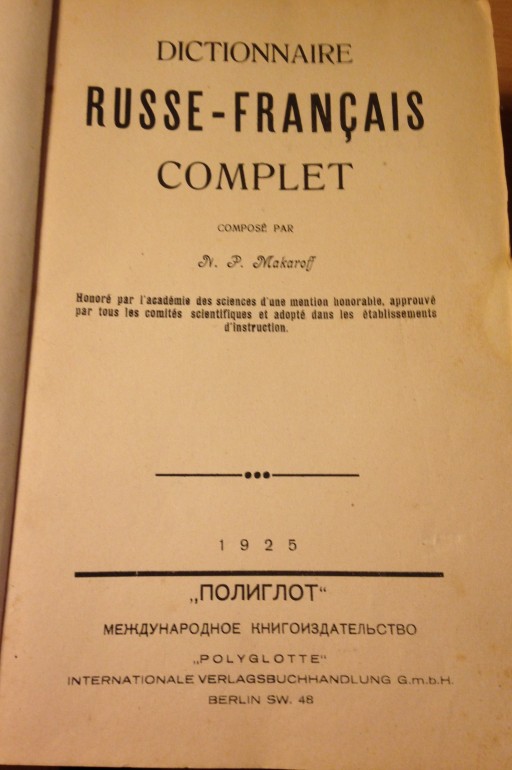 DICTIONNAIRE
RUSSE-FRANÇAIS
COMPLET
COMPOSÉ PAR
N. P. Makaroff
Honoré par l'académie des sciences d'une mention honorable, approuvé
par tous les comités scientifiques et adopté dans les établissements
d'instruction.
1925
„ПОЛИГЛОТ“
МЕЖДУНАРОДНОЕ КНИГОИЗДАТЕЛЬСТВО
„POLYGLOTTE“
INTERNATIONALE VERLAGSBUCHHANDLUNG G.m.b.H.
BERLIN SW. 48